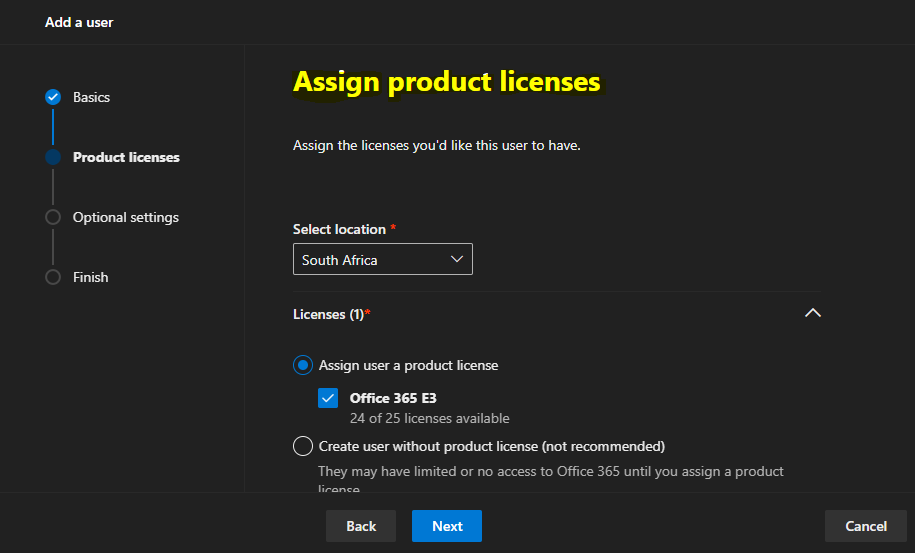 Add a user
Basics
Product licenses
Optional settings
Finish
Assign product licenses
Assign the licenses you'd like this user to have.
Select location *
South Africa
Licenses (1)*
Assign user a product license
Office 365 E3
24 of 25 licenses available
Create user without product license (not recommended)
They may have limited or no access to Office 365 until you assign a product
license
Back
Next
Cancel